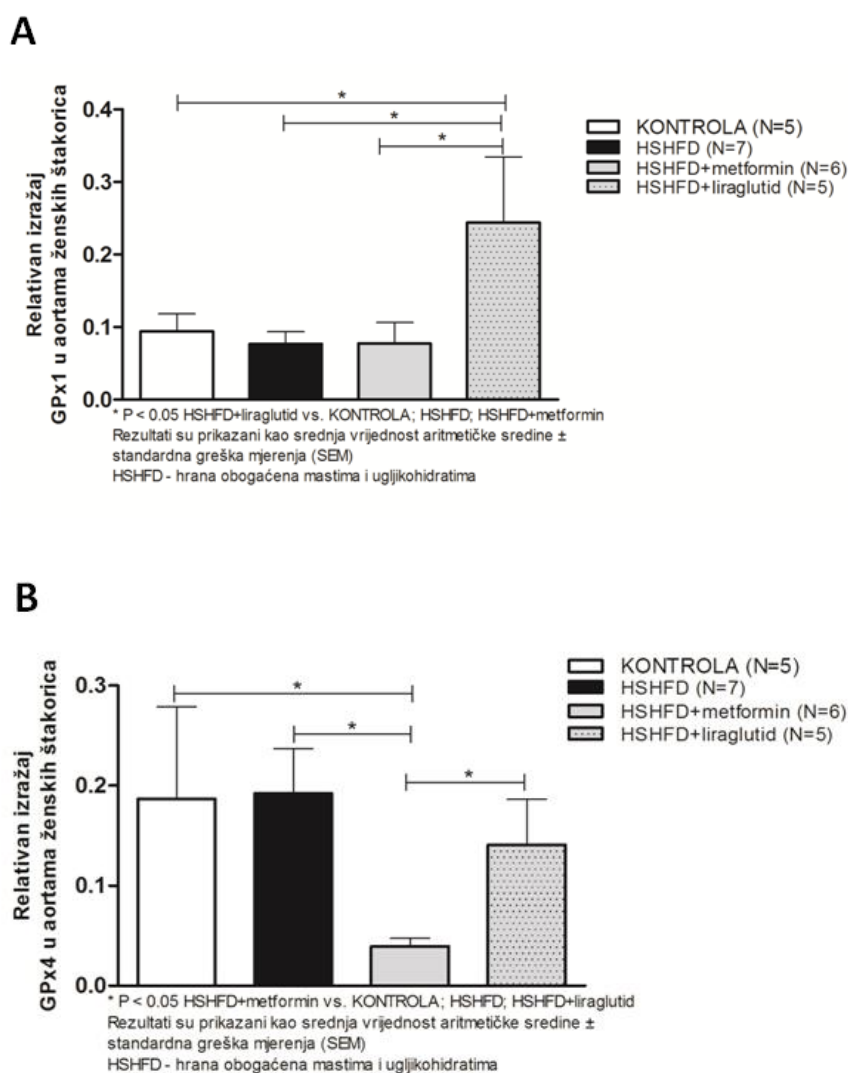 A
Relativan izražaj
GPx1 u aortama ženskih štakorica
0.4
0.3
0.2
0.1
0.0
*
*
*
KONTROLA (N=5)
HSHFD (N=7)
HSHFD+metformin (N=6)
HSHFD+liraglutid (N=5)
* P < 0.05 HSHFD+liraglutid vs. KONTROLA; HSHFD; HSHFD+metformin
Rezultati su prikazani kao srednja vrijednost aritmetičke sredine ±
standardna greška mjerenja (SEM)
HSHFD - hrana obogaćena mastima i ugljikohidratima
B
Relativan izražaj
GPx4 u aortama ženskih štakorica
0.3
0.2
0.1
0.0
*
*
*
KONTROLA (N=5)
HSHFD (N=7)
HSHFD+metformin (N=6)
HSHFD+liraglutid (N=5)
* P < 0.05 HSHFD+metformin vs. KONTROLA; HSHFD; HSHFD+liraglutid
Rezultati su prikazani kao srednja vrijednost aritmetičke sredine ±
standardna greška mjerenja (SEM)
HSHFD - hrana obogaćena mastima i ugljikohidratima